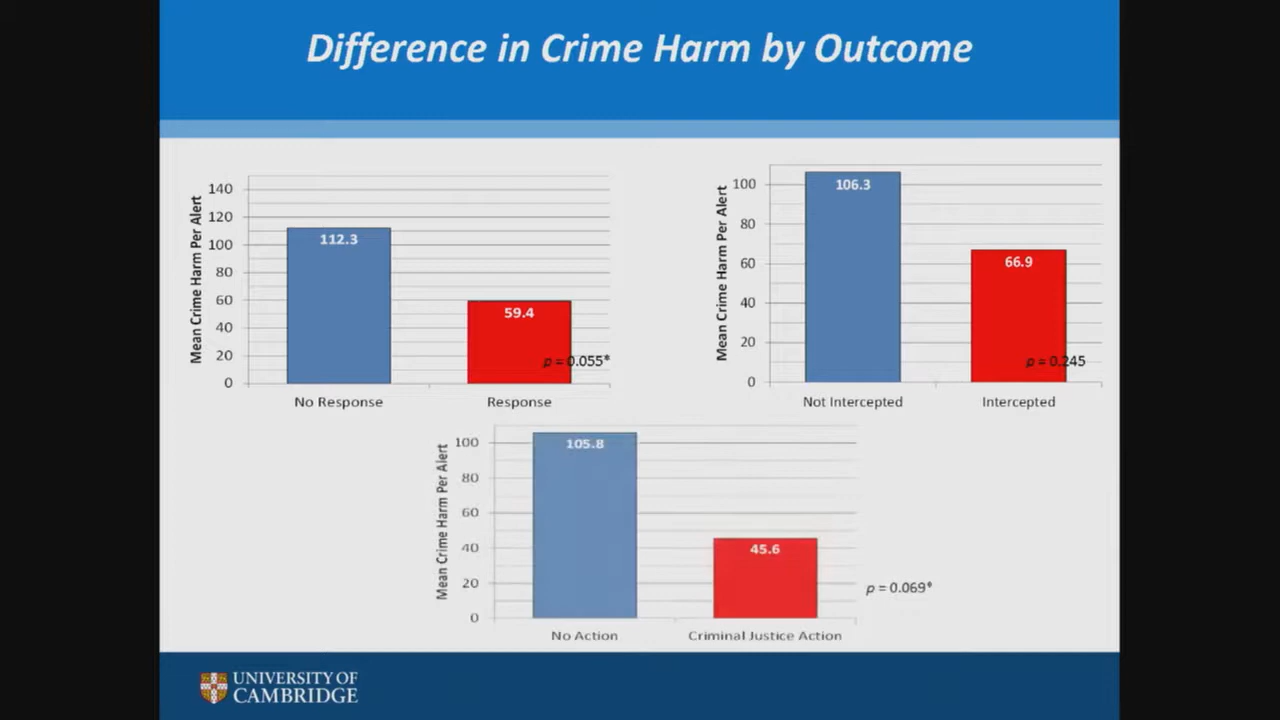 Difference in Crime Harm by Outcome
Mean Crime Harm Per Alert
140
120
100
80
60
40
20
0
112.3
59.4
p = 0.055*
No Response
Response
Mean Crime Harm Per Alert
100
80
60
40
20
0
106.3
66.9
p = 0.245
Not Intercepted
Intercepted
Mean Crime Harm Per Alert
100
80
60
40
20
0
105.8
45.6
p = 0.069*
No Action
Criminal Justice Action
UNIVERSITY OF
CAMBRIDGE